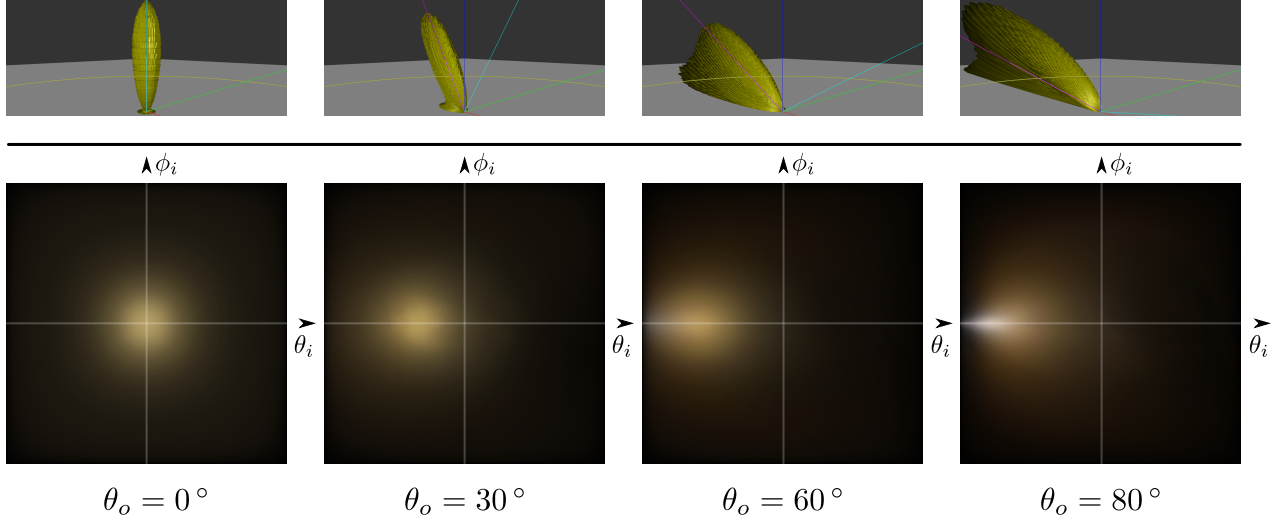 ϕᵢ ϕᵢ ϕᵢ ϕᵢ
θᵢ θᵢ θᵢ θᵢ
θₒ = 0° θₒ = 30° θₒ = 60° θₒ = 80°